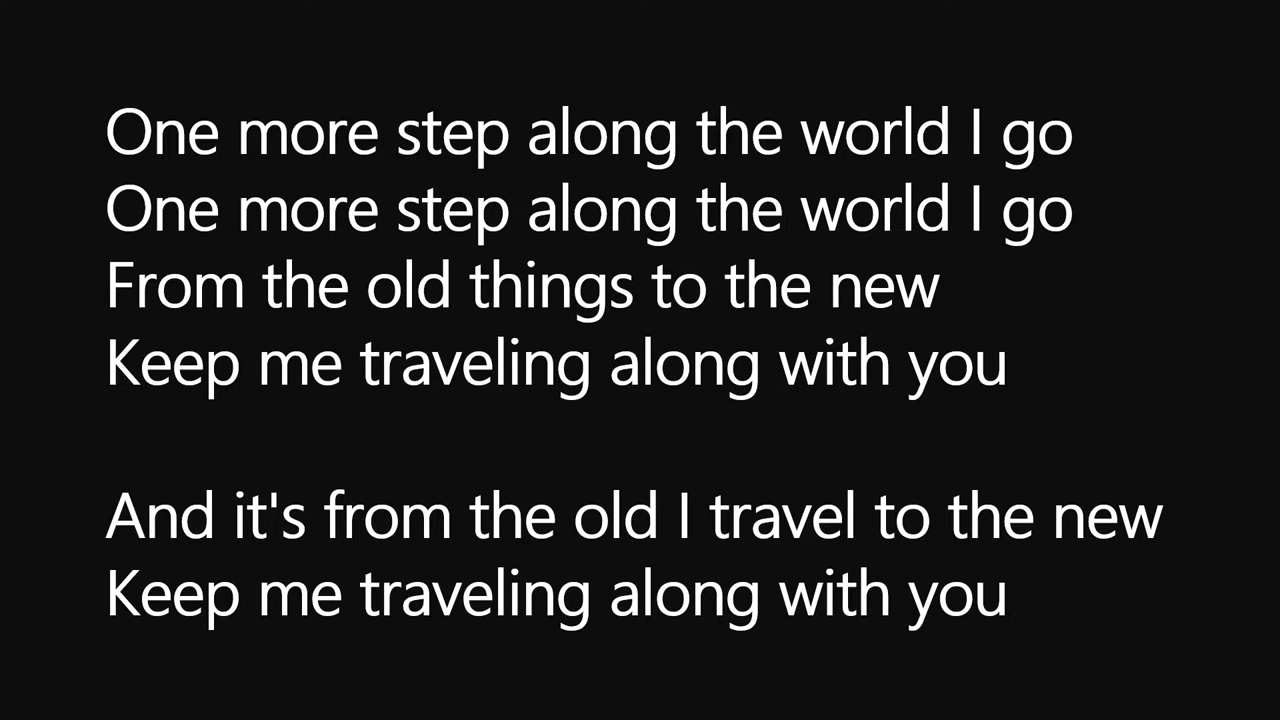 One more step along the world I go
One more step along the world I go
From the old things to the new
Keep me traveling along with you
And it's from the old I travel to the new
Keep me traveling along with you